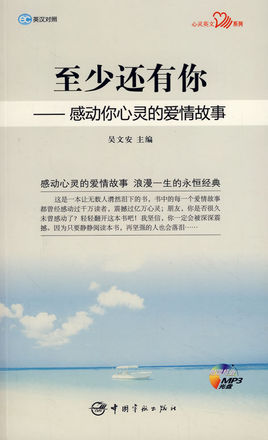 EC 英汉对照
心灵英文 系列
至少还有你
—— 感动你心灵的爱情故事
吴文安 主编
感动心灵的爱情故事 浪漫一生的永恒经典
这是一本让无数人潸然泪下的书，书中的每一个爱情故事
都曾经感动过千万读者，震撼过亿万心灵；朋友，你是否很久
未曾感动了？轻轻翻开这本书吧！我坚信，你一定会被深深震
撼，因为只要静静阅读本书，再坚强的人也会落泪……
MP3
光盘
中国宇航出版社